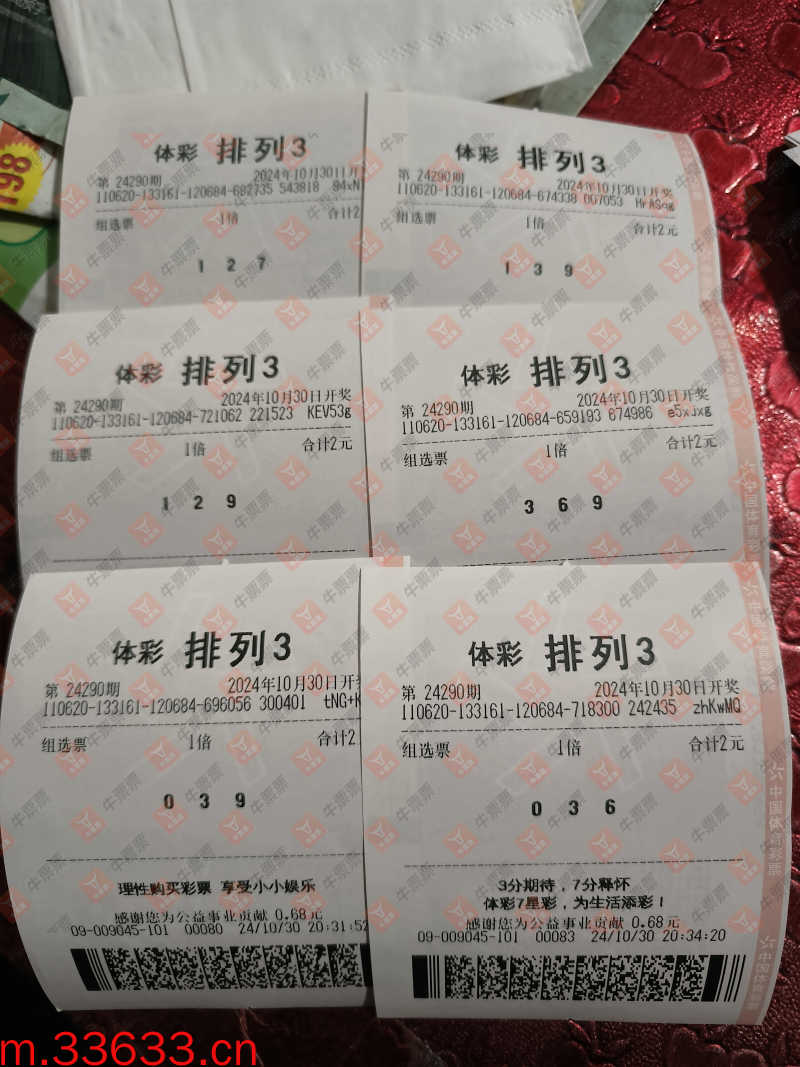 98
体彩 排列3
第 24290期 2024年10月30日开
110620-133161-120684-682735 543818 94xN
组选票 1倍 合计2
1 2 7
体彩 排列3
第 24290期 2024年10月30日开奖
110620-133161-120684-674338 007053 HrASqg
组选票 1倍 合计2元
1 3 9
体彩 排列3
第 24290期 2024年10月30日开奖
110620-133161-120684-721062 221523 KEV53g
组选票 1倍 合计2元
1 2 9
体彩 排列3
第 24290期 2024年10月30日开奖
110620-133161-120684-659193 674986 e5xJxg
组选票 1倍 合计2元
3 6 9
体彩 排列3
第 24290期 2024年10月30日开
110620-133161-120684-696056 300401 tNG+K
组选票 1倍 合计2
0 3 9
理性购买彩票 享受小小娱乐
感谢您为公益事业贡献 0.68元
09-009045-101 00080 24/10/30 20:31:52
体彩 排列3
第 24290期 2024年10月30日开奖
110620-133161-120684-718300 242435 zhKwMQ
组选票 1倍 合计2元
0 3 6
3分期待，7分释怀
体彩7星彩，为生活添彩！
感谢您为公益事业贡献 0.68元
09-009045-101 00083 24/10/30 20:34:20
中国体育彩票
牛票票
m.33633.cn